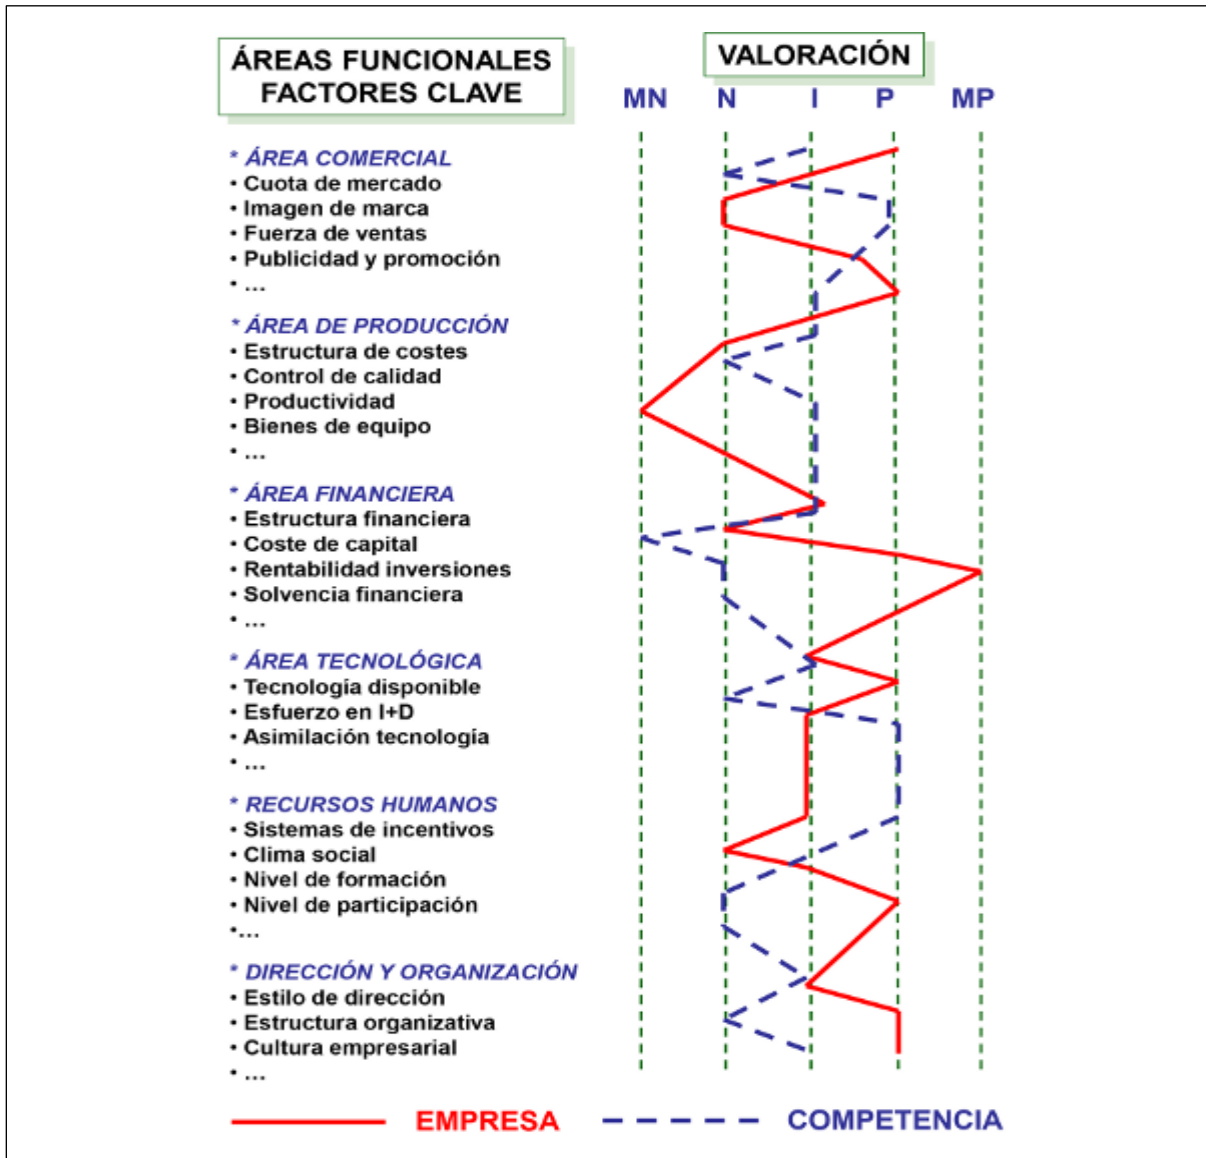 ÁREAS FUNCIONALES
FACTORES CLAVE
VALORACIÓN
MN N I P MP
* ÁREA COMERCIAL
• Cuota de mercado
• Imagen de marca
• Fuerza de ventas
• Publicidad y promoción
• ...
* ÁREA DE PRODUCCIÓN
• Estructura de costes
• Control de calidad
• Productividad
• Bienes de equipo
• ...
* ÁREA FINANCIERA
• Estructura financiera
• Coste de capital
• Rentabilidad inversiones
• Solvencia financiera
• ...
* ÁREA TECNOLÓGICA
• Tecnología disponible
• Esfuerzo en I+D
• Asimilación tecnología
• ...
* RECURSOS HUMANOS
• Sistemas de incentivos
• Clima social
• Nivel de formación
• Nivel de participación
•...
* DIRECCIÓN Y ORGANIZACIÓN
• Estilo de dirección
• Estructura organizativa
• Cultura empresarial
• ...
EMPRESA COMPETENCIA